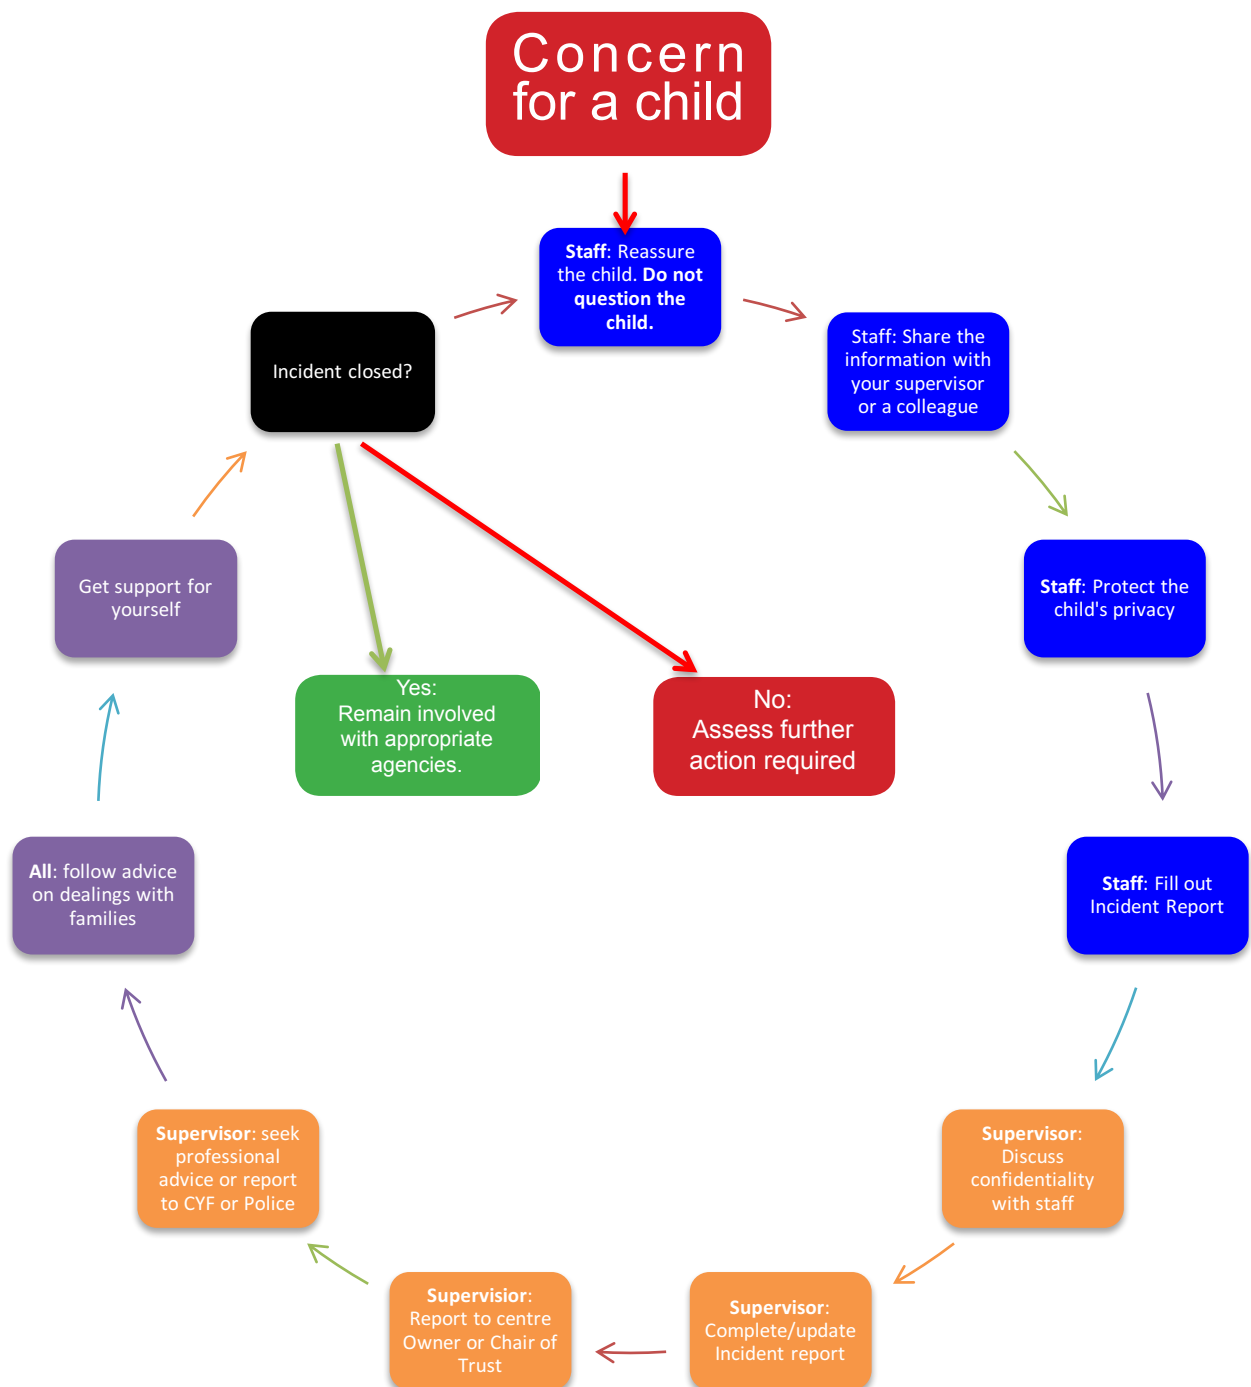 Concern
for a child
Staff: Reassure
the child. Do not
question the
child.
Staff: Share the
information with
your supervisor
or a colleague
Staff: Protect the
child's privacy
Staff: Fill out
Incident Report
Supervisor:
Discuss
confidentiality
with staff
Supervisor:
Complete/update
Incident report
Supervisior:
Report to centre
Owner or Chair of
Trust
Supervisor: seek
professional
advice or report
to CYF or Police
All: follow advice
on dealings with
families
Get support for
yourself
Incident closed?
Yes:
Remain involved
with appropriate
agencies.
No:
Assess further
action required